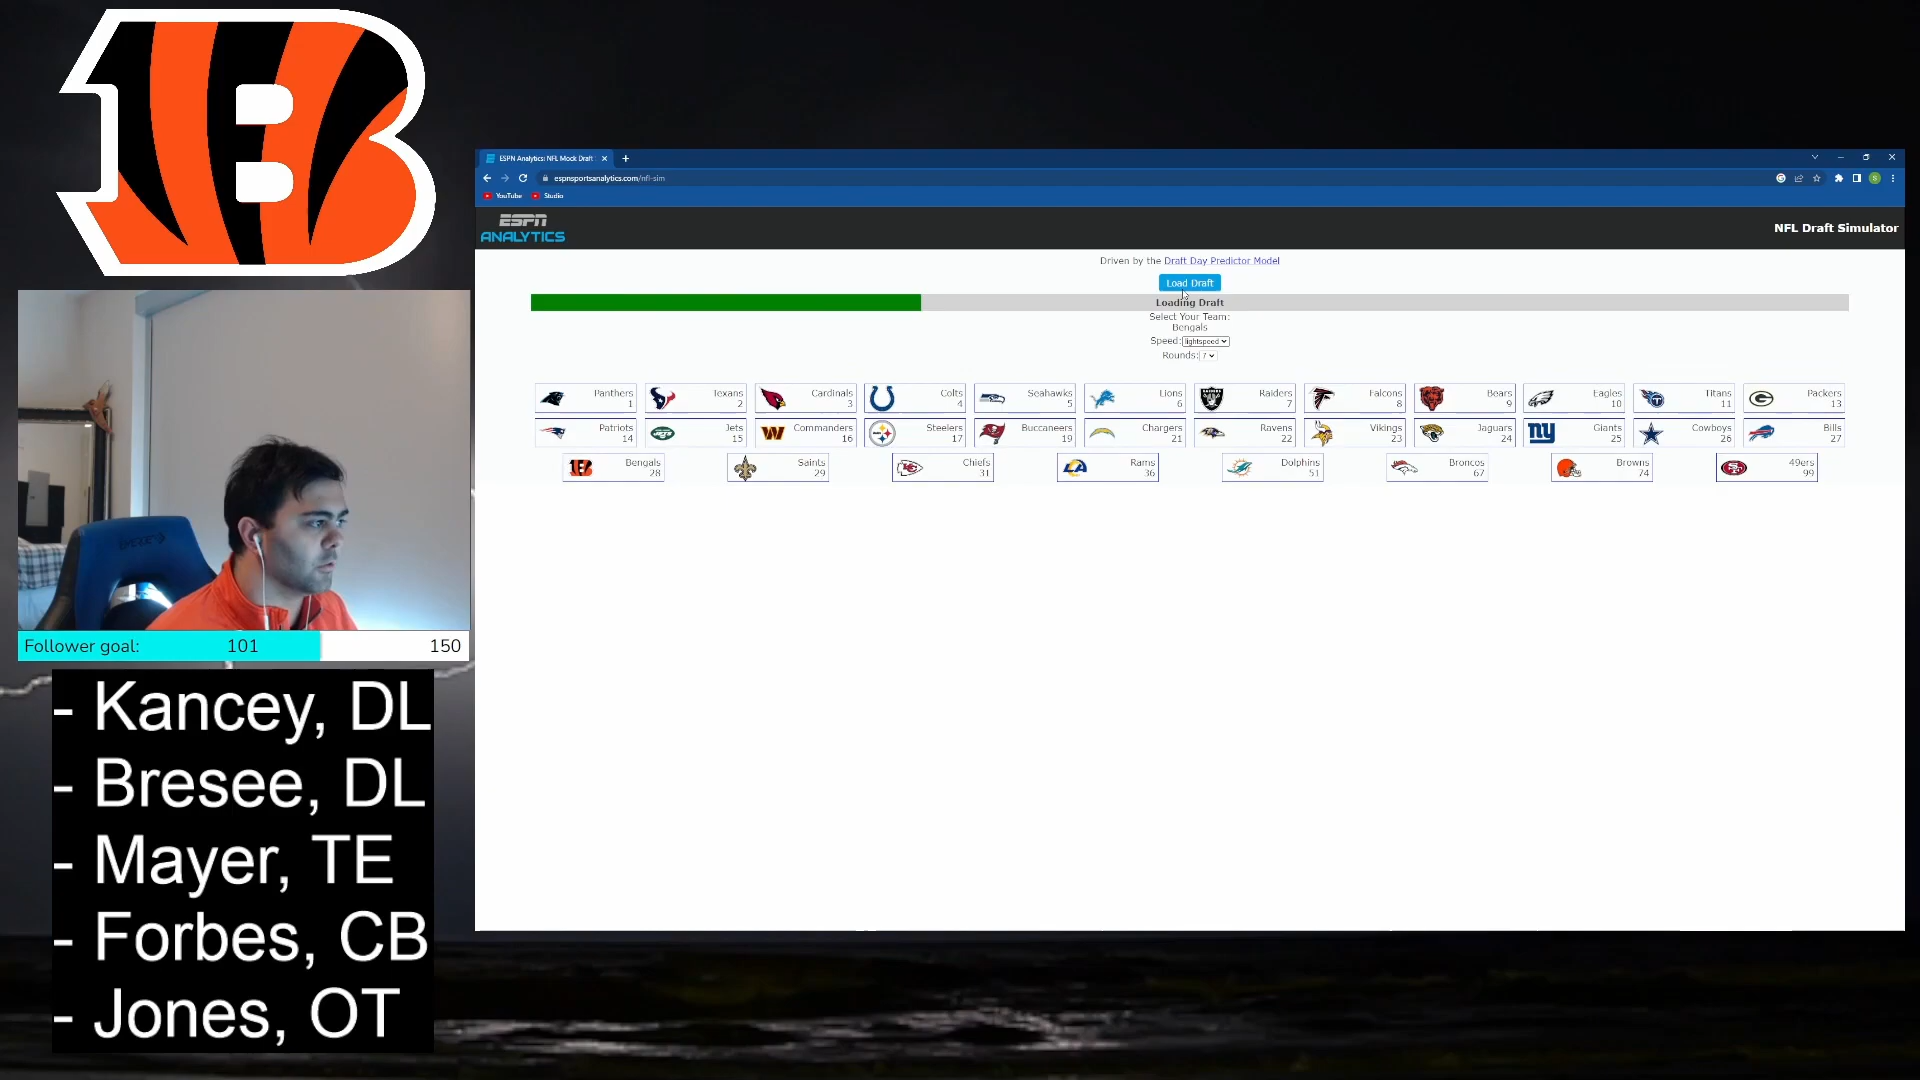 ESPN Analytics: NFL Mock Draft
espnsportsanalytics.com/nfl-sim
YouTube Studio
ESPN
ANALYTICS
NFL Draft Simulator
Driven by the Draft Day Predictor Model
Load Draft
Loading Draft
Select Your Team:
Bengals
Speed: lightspeed
Rounds: 7
Panthers 1
Texans 2
Cardinals 3
Colts 4
Seahawks 5
Lions 6
Raiders 7
Falcons 8
Bears 9
Eagles 10
Titans 11
Packers 13
Patriots 14
Jets 15
Commanders 16
Steelers 17
Buccaneers 19
Chargers 21
Ravens 22
Vikings 23
Jaguars 24
Giants 25
Cowboys 26
Bills 27
Bengals 28
Saints 29
Chiefs 31
Rams 36
Dolphins 51
Broncos 67
Browns 74
49ers 99
Follower goal: 101 150
- Kancey, DL
- Bresee, DL
- Mayer, TE
- Forbes, CB
- Jones, OT